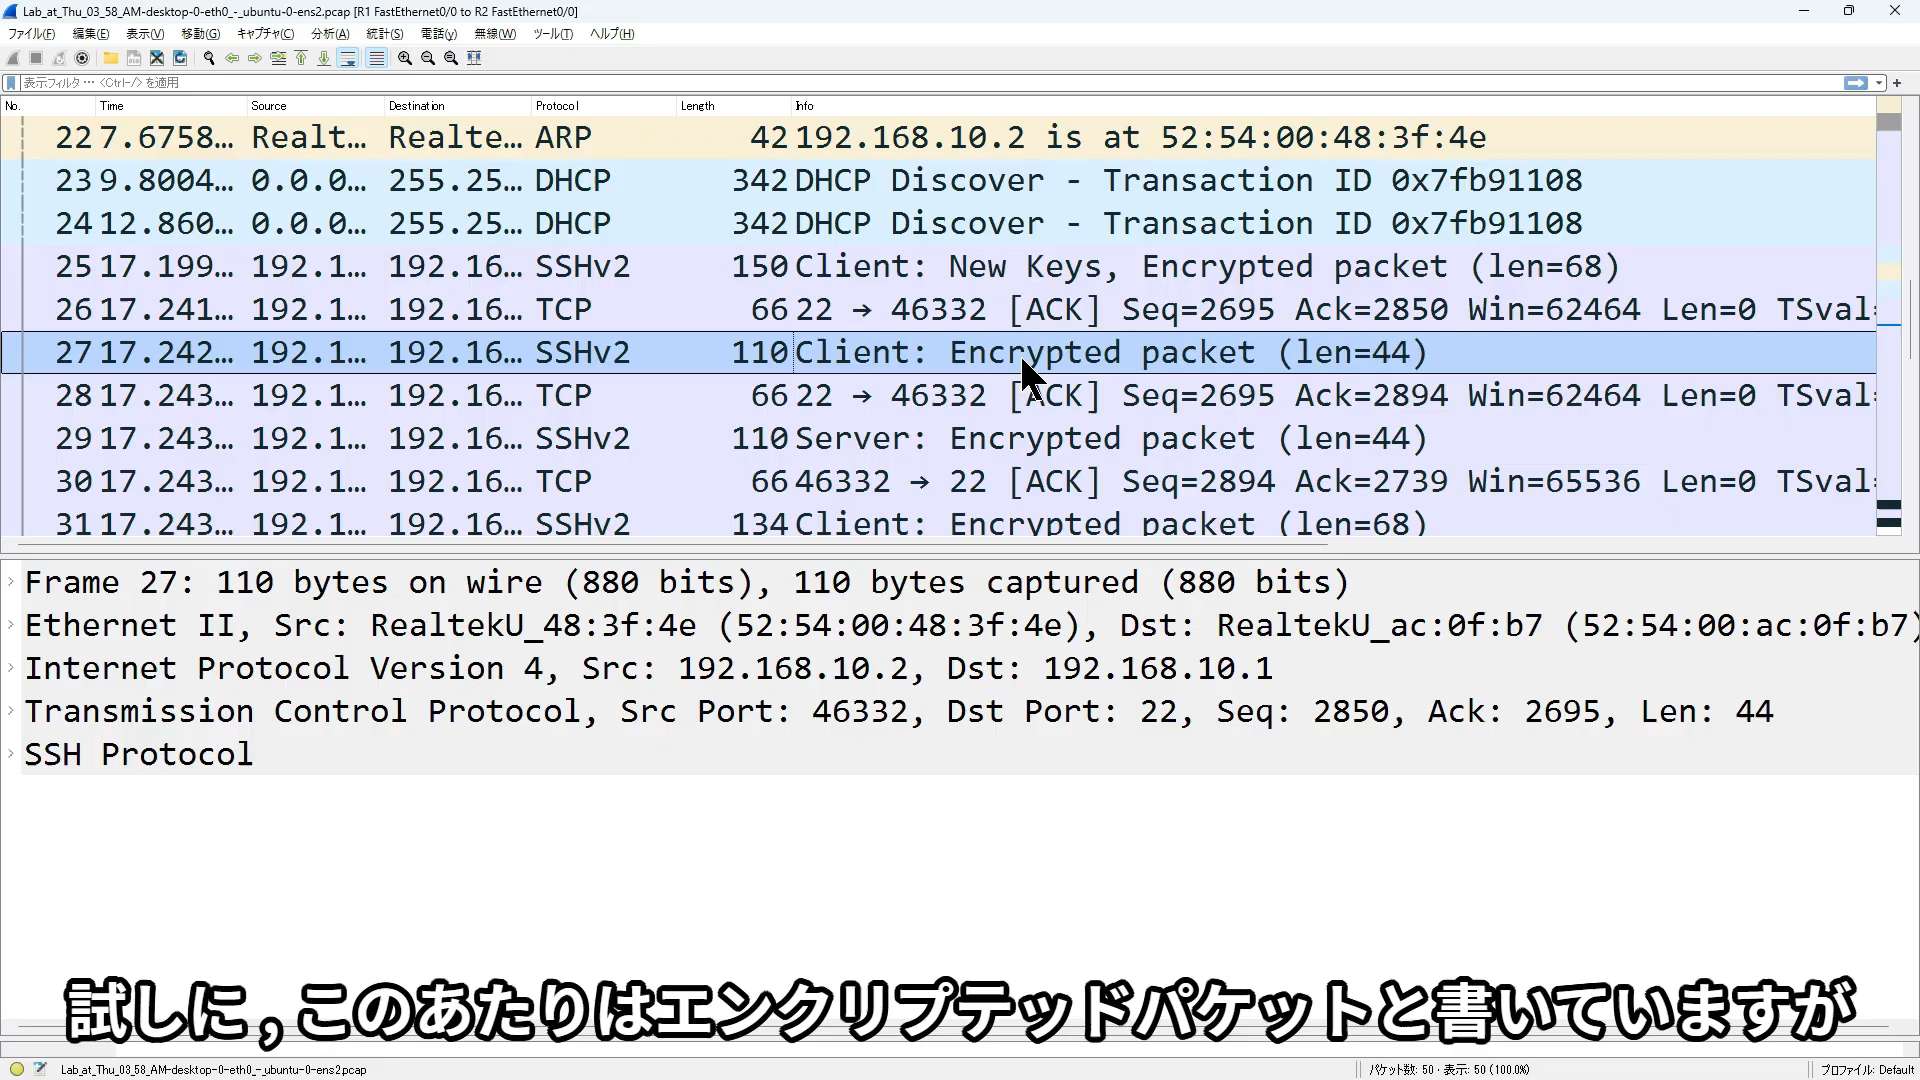 Lab_at_Thu_03_58_AM-desktop-0-eth0_-_ubuntu-0-ens2.pcap [R1 FastEthernet0/0 to R2 FastEthernet0/0]
ファイル(F) 編集(E) 表示(V) 移動(G) キャプチャ(C) 分析(A) 統計(S) 電話(y) 無線(W) ツール(T) ヘルプ(H)
表示フィルタ … <Ctrl-/> を適用
No. Time Source Destination Protocol Length Info
22 7.6758… Realt… Realte… ARP 42 192.168.10.2 is at 52:54:00:48:3f:4e
23 9.8004… 0.0.0… 255.25… DHCP 342 DHCP Discover - Transaction ID 0x7fb91108
24 12.860… 0.0.0… 255.25… DHCP 342 DHCP Discover - Transaction ID 0x7fb91108
25 17.199… 192.1… 192.16… SSHv2 150 Client: New Keys, Encrypted packet (len=68)
26 17.241… 192.1… 192.16… TCP 66 22 → 46332 [ACK] Seq=2695 Ack=2850 Win=62464 Len=0 TSval=
27 17.242… 192.1… 192.16… SSHv2 110 Client: Encrypted packet (len=44)
28 17.243… 192.1… 192.16… TCP 66 22 → 46332 [ACK] Seq=2695 Ack=2894 Win=62464 Len=0 TSval=
29 17.243… 192.1… 192.16… SSHv2 110 Server: Encrypted packet (len=44)
30 17.243… 192.1… 192.16… TCP 66 46332 → 22 [ACK] Seq=2894 Ack=2739 Win=65536 Len=0 TSval=
31 17.243… 192.1… 192.16… SSHv2 134 Client: Encrypted packet (len=68)
Frame 27: 110 bytes on wire (880 bits), 110 bytes captured (880 bits)
Ethernet II, Src: RealtekU_48:3f:4e (52:54:00:48:3f:4e), Dst: RealtekU_ac:0f:b7 (52:54:00:ac:0f:b7)
Internet Protocol Version 4, Src: 192.168.10.2, Dst: 192.168.10.1
Transmission Control Protocol, Src Port: 46332, Dst Port: 22, Seq: 2850, Ack: 2695, Len: 44
SSH Protocol
試しに,このあたりはエンクリプテッドパケットと書いていますが
Lab_at_Thu_03_58_AM-desktop-0-eth0_-_ubuntu-0-ens2.pcap
パケット数: 50 · 表示: 50 (100.0%)
プロファイル: Default